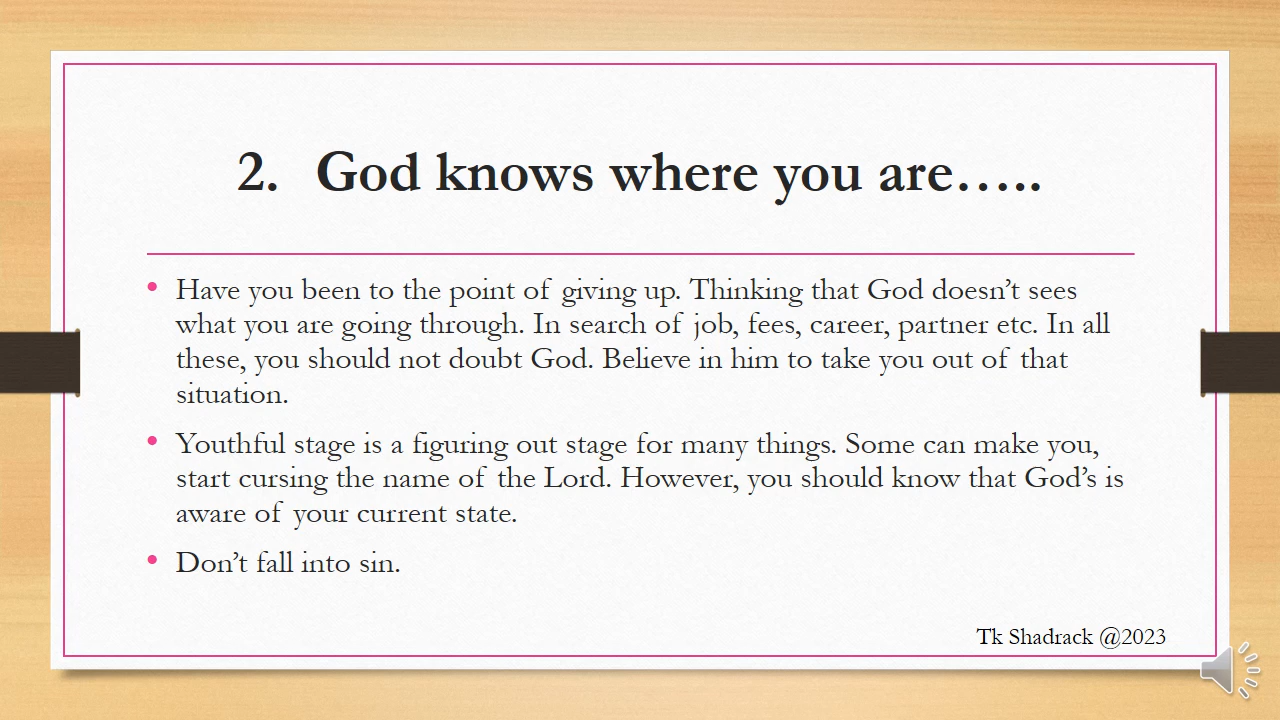 2. God knows where you are…..
• Have you been to the point of giving up. Thinking that God doesn’t sees
what you are going through. In search of job, fees, career, partner etc. In all
these, you should not doubt God. Believe in him to take you out of that
situation.
• Youthful stage is a figuring out stage for many things. Some can make you,
start cursing the name of the Lord. However, you should know that God’s is
aware of your current state.
• Don’t fall into sin.
Tk Shadrack @2023